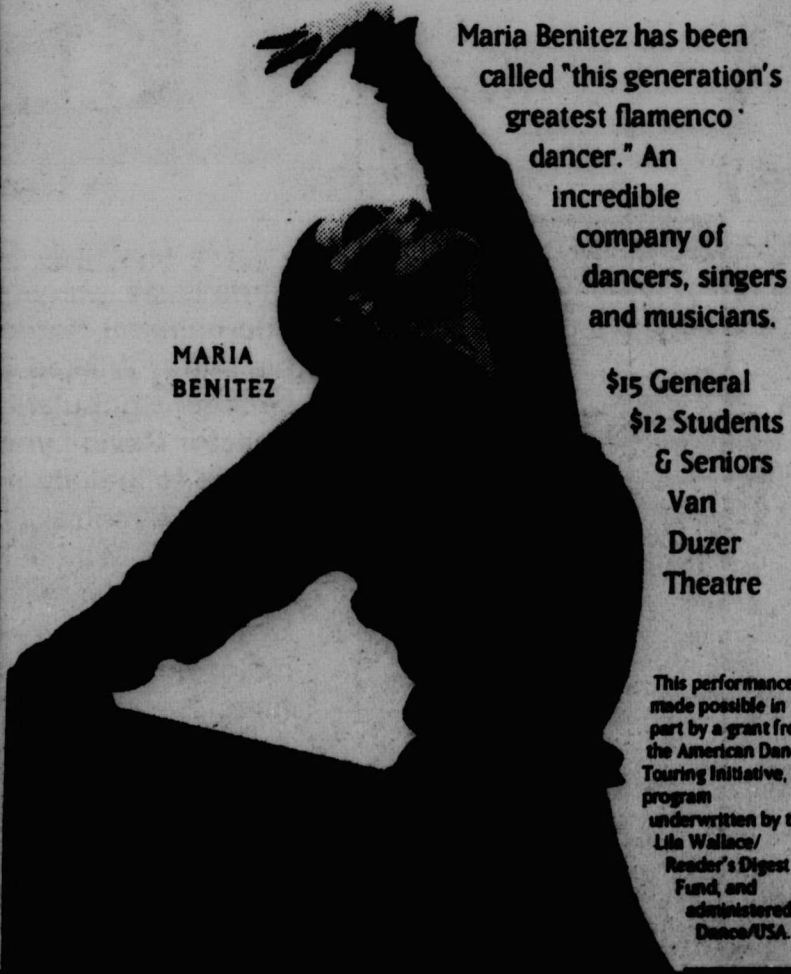 Maria Benitez has been
called "this generation's
greatest flamenco
dancer." An
incredible
company of
dancers, singers
and musicians.
MARIA
BENITEZ
$15 General
$12 Students
& Seniors
Van
Duzer
Theatre
This performance
made possible in
part by a grant
the American
Touring Initiative,
program
underwritten by
Lila Wallace/
Reader's Digest
Fund, and
administered
Dance/USA.